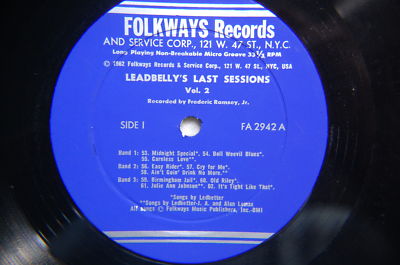 FOLKWAYS Records
AND SERVICE CORP., 121 W. 47 ST., N.Y.C.
Long Playing Non-Breakable Micro Groove 33⅓ RPM
© 1962 Folkways Records & Service Corp., 121 W. 47 ST., NYC, USA
LEADBELLY'S LAST SESSIONS
Vol. 2
Recorded by Frederic Ramsey, Jr.
SIDE I
FA 2942 A
Band 1: 53. Midnight Special*. 54. Boll Weevil Blues*.
55. Careless Love**.
Band 2: 56. Easy Rider*. 57. Cry for Me.
58. Ain't Goin' Drink No More.**
Band 3: 59. Birmingham Jail*. 60. Old Riley*.
61. Julie Ann Johnson**. 62. It's Tight Like That*.
*Songs by Ledbetter
**Songs by Ledbetter-J. A. and Alan Lomax
All Songs © Folkways Music Publishers, Inc.-BMI)